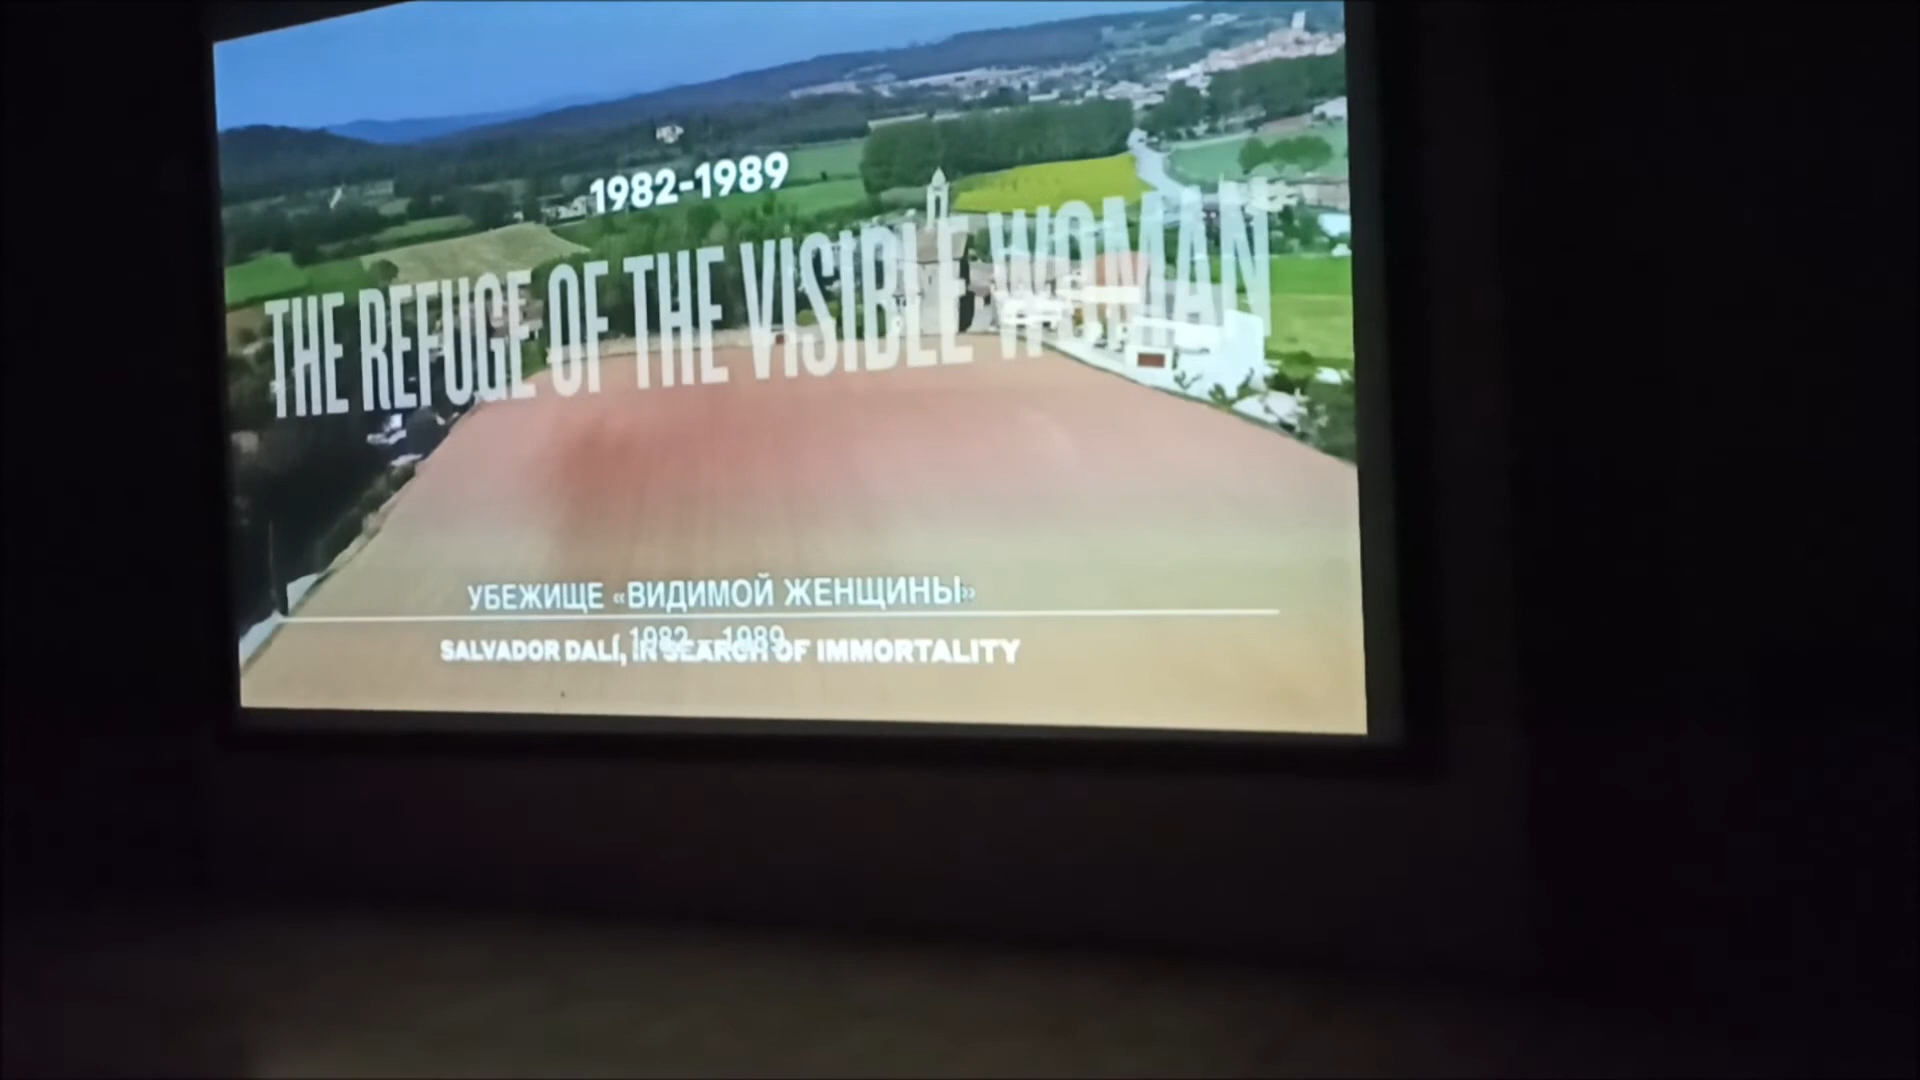 1982-1989
THE REFUGE OF THE VISIBLE WOMAN
УБЕЖИЩЕ «ВИДИМОЙ ЖЕНЩИНЫ»
1982 - 1989
SALVADOR DALÍ, IN SEARCH OF IMMORTALITY